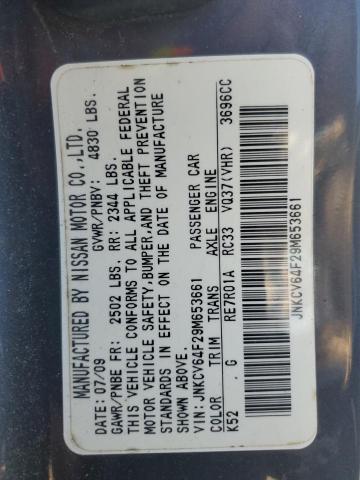 MANUFACTURED BY NISSAN MOTOR CO.,LTD.
DATE: 07/09 GVWR/PNBV: 4830 LBS.
GAWR/PNBE FR: 2502 LBS. RR: 2344 LBS.
THIS VEHICLE CONFORMS TO ALL APPLICABLE FEDERAL
MOTOR VEHICLE SAFETY,BUMPER,AND THEFT PREVENTION
STANDARDS IN EFFECT ON THE DATE OF MANUFACTURE
SHOWN ABOVE.
VIN: JNKCV64F29M653661 PASSENGER CAR
COLOR TRIM TRANS AXLE ENGINE
K52 . G RE7R01A RC33 VQ37(VHR) 3696CC
JNKCV64F29M653661